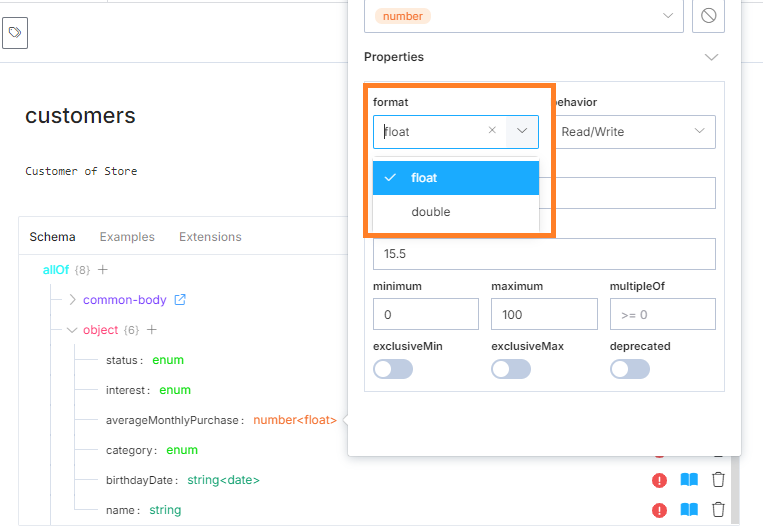 number
Properties
format
ehavior
float
Read/Write
float
double
15.5
minimum maximum multipleOf
0 100 >= 0
exclusiveMin exclusiveMax deprecated
customers
Customer of Store
Schema Examples Extensions
allOf {8} +
common-body
object {6} +
status: enum
interest: enum
averageMonthlyPurchase: number<float>
category: enum
birthdayDate: string<date>
name: string